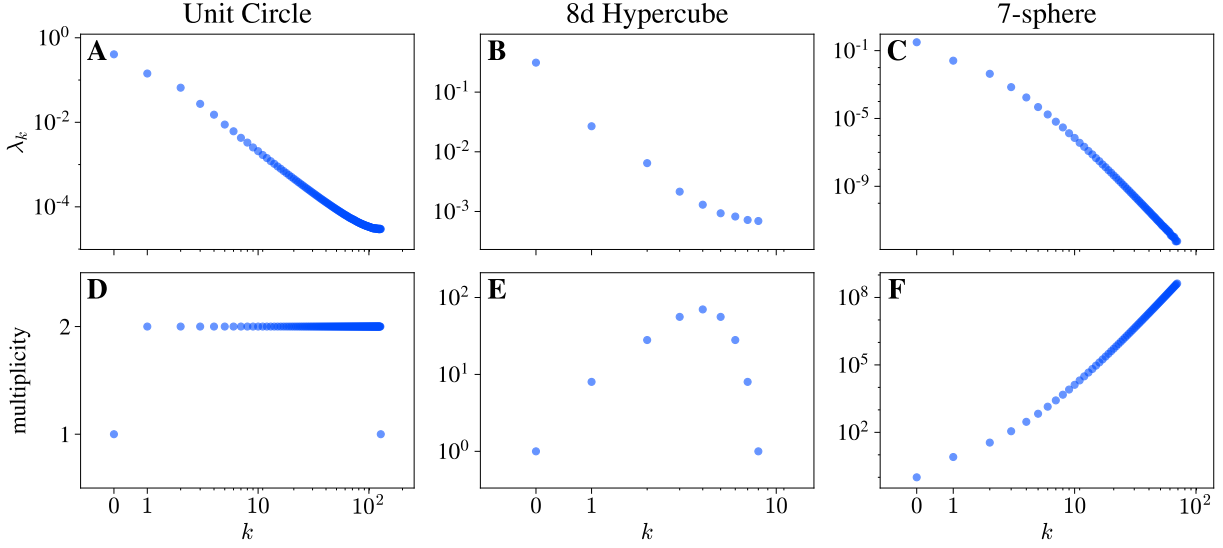 Unit Circle
8d Hypercube
7-sphere
A
B
C
λ_k
10^0
10^-2
10^-4
10^-1
10^-2
10^-3
10^-1
10^-5
10^-9
D
E
F
multiplicity
2
1
10^2
10^1
10^0
10^8
10^5
10^2
0 1 10 10^2
0 1 10
0 1 10 10^2
k
k
k